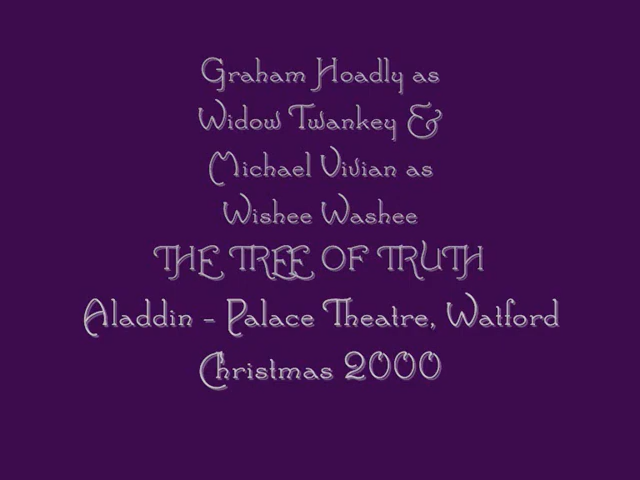 Graham Hoadly as
Widow Twankey &
Michael Vivian as
Wishee Washee
THE TREE OF TRUTH
Aladdin - Palace Theatre, Watford
Christmas 2000